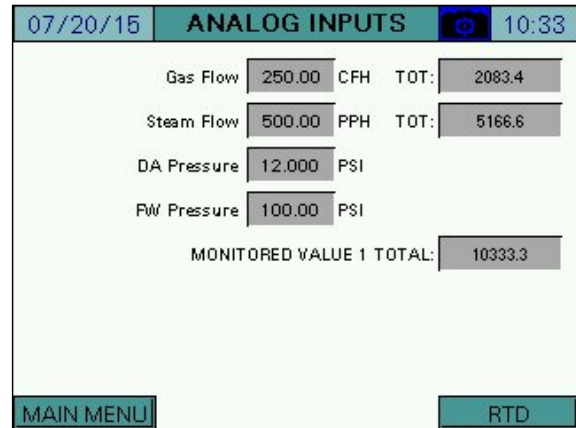 07/20/15 ANALOG INPUTS 10:33
Gas Flow 250.00 CFH TOT: 2083.4
Steam Flow 500.00 PPH TOT: 5166.6
DA Pressure 12.000 PSI
FW Pressure 100.00 PSI
MONITORED VALUE 1 TOTAL: 10333.3
MAIN MENU RTD